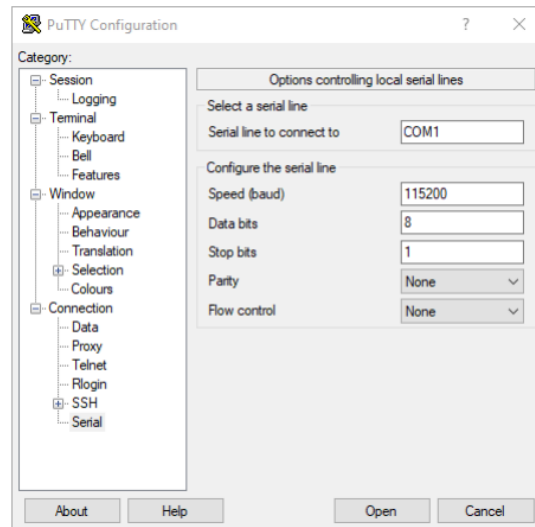 PuTTY Configuration
Category:
Session
Logging
Terminal
Keyboard
Bell
Features
Window
Appearance
Behaviour
Translation
Selection
Colours
Connection
Data
Proxy
Telnet
Rlogin
SSH
Serial
Options controlling local serial lines
Select a serial line
Serial line to connect to COM1
Configure the serial line
Speed (baud) 115200
Data bits 8
Stop bits 1
Parity None
Flow control None
About Help Open Cancel